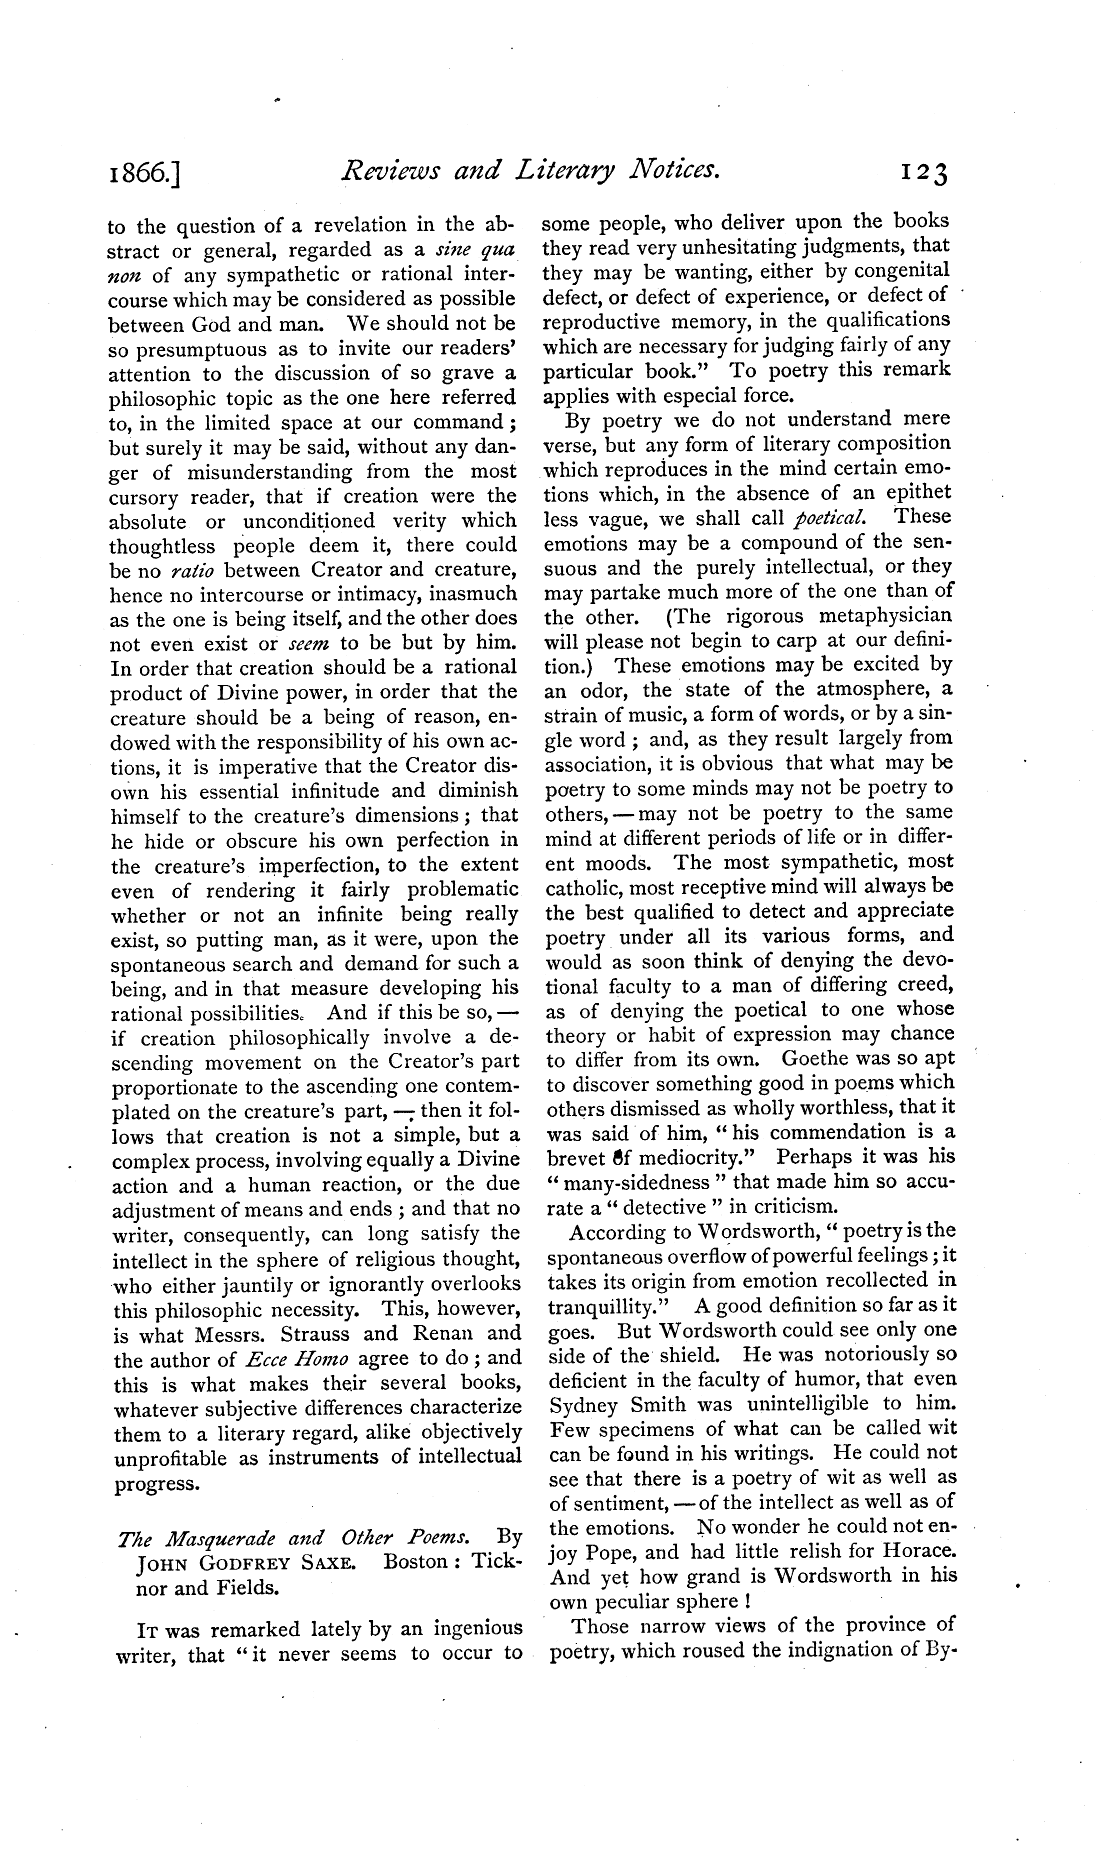 1866.] Reviews and Literary Notices. 123
to the question of a revelation in the ab-
stract or general, regarded as a sine qua
non of any sympathetic or rational inter-
course which may be considered as possible
between God and man. We should not be
so presumptuous as to invite our readers'
attention to the discussion of so grave a
philosophic topic as the one here referred
to, in the limited space at our command ;
but surely it may be said, without any dan-
ger of misunderstanding from the most
cursory reader, that if creation were the
absolute or unconditioned verity which
thoughtless people deem it, there could
be no ratio between Creator and creature,
hence no intercourse or intimacy, inasmuch
as the one is being itself, and the other does
not even exist or seem to be but by him.
In order that creation should be a rational
product of Divine power, in order that the
creature should be a being of reason, en-
dowed with the responsibility of his own ac-
tions, it is imperative that the Creator dis-
own his essential infinitude and diminish
himself to the creature's dimensions ; that
he hide or obscure his own perfection in
the creature's imperfection, to the extent
even of rendering it fairly problematic
whether or not an infinite being really
exist, so putting man, as it were, upon the
spontaneous search and demand for such a
being, and in that measure developing his
rational possibilities. And if this be so, —
if creation philosophically involve a de-
scending movement on the Creator's part
proportionate to the ascending one contem-
plated on the creature's part, — then it fol-
lows that creation is not a simple, but a
complex process, involving equally a Divine
action and a human reaction, or the due
adjustment of means and ends ; and that no
writer, consequently, can long satisfy the
intellect in the sphere of religious thought,
who either jauntily or ignorantly overlooks
this philosophic necessity. This, however,
is what Messrs. Strauss and Renan and
the author of Ecce Homo agree to do ; and
this is what makes their several books,
whatever subjective differences characterize
them to a literary regard, alike objectively
unprofitable as instruments of intellectual
progress.
The Masquerade and Other Poems. By
JOHN GODFREY SAXE. Boston : Tick-
nor and Fields.
IT was remarked lately by an ingenious
writer, that “ it never seems to occur to
some people, who deliver upon the books
they read very unhesitating judgments, that
they may be wanting, either by congenital
defect, or defect of experience, or defect of
reproductive memory, in the qualifications
which are necessary for judging fairly of any
particular book.” To poetry this remark
applies with especial force.
By poetry we do not understand mere
verse, but any form of literary composition
which reproduces in the mind certain emo-
tions which, in the absence of an epithet
less vague, we shall call poetical. These
emotions may be a compound of the sen-
suous and the purely intellectual, or they
may partake much more of the one than of
the other. (The rigorous metaphysician
will please not begin to carp at our defini-
tion.) These emotions may be excited by
an odor, the state of the atmosphere, a
strain of music, a form of words, or by a sin-
gle word ; and, as they result largely from
association, it is obvious that what may be
poetry to some minds may not be poetry to
others, — may not be poetry to the same
mind at different periods of life or in differ-
ent moods. The most sympathetic, most
catholic, most receptive mind will always be
the best qualified to detect and appreciate
poetry under all its various forms, and
would as soon think of denying the devo-
tional faculty to a man of differing creed,
as of denying the poetical to one whose
theory or habit of expression may chance
to differ from its own. Goethe was so apt
to discover something good in poems which
others dismissed as wholly worthless, that it
was said of him, “ his commendation is a
brevet of mediocrity.” Perhaps it was his
“ many-sidedness ” that made him so accu-
rate a “ detective ” in criticism.
According to Wordsworth, “ poetry is the
spontaneous overflow of powerful feelings ; it
takes its origin from emotion recollected in
tranquillity.” A good definition so far as it
goes. But Wordsworth could see only one
side of the shield. He was notoriously so
deficient in the faculty of humor, that even
Sydney Smith was unintelligible to him.
Few specimens of what can be called wit
can be found in his writings. He could not
see that there is a poetry of wit as well as
of sentiment, — of the intellect as well as of
the emotions. No wonder he could not en-
joy Pope, and had little relish for Horace.
And yet how grand is Wordsworth in his
own peculiar sphere !
Those narrow views of the province of
poetry, which roused the indignation of By-